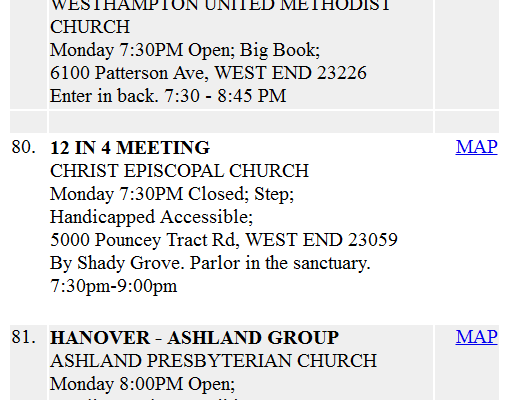 WESTHAMPTON UNITED METHODIST
CHURCH
Monday 7:30PM Open; Big Book;
6100 Patterson Ave, WEST END 23226
Enter in back. 7:30 - 8:45 PM
80. 12 IN 4 MEETING MAP
CHRIST EPISCOPAL CHURCH
Monday 7:30PM Closed; Step;
Handicapped Accessible;
5000 Pouncey Tract Rd, WEST END 23059
By Shady Grove. Parlor in the sanctuary.
7:30pm-9:00pm
81. HANOVER - ASHLAND GROUP MAP
ASHLAND PRESBYTERIAN CHURCH
Monday 8:00PM Open;